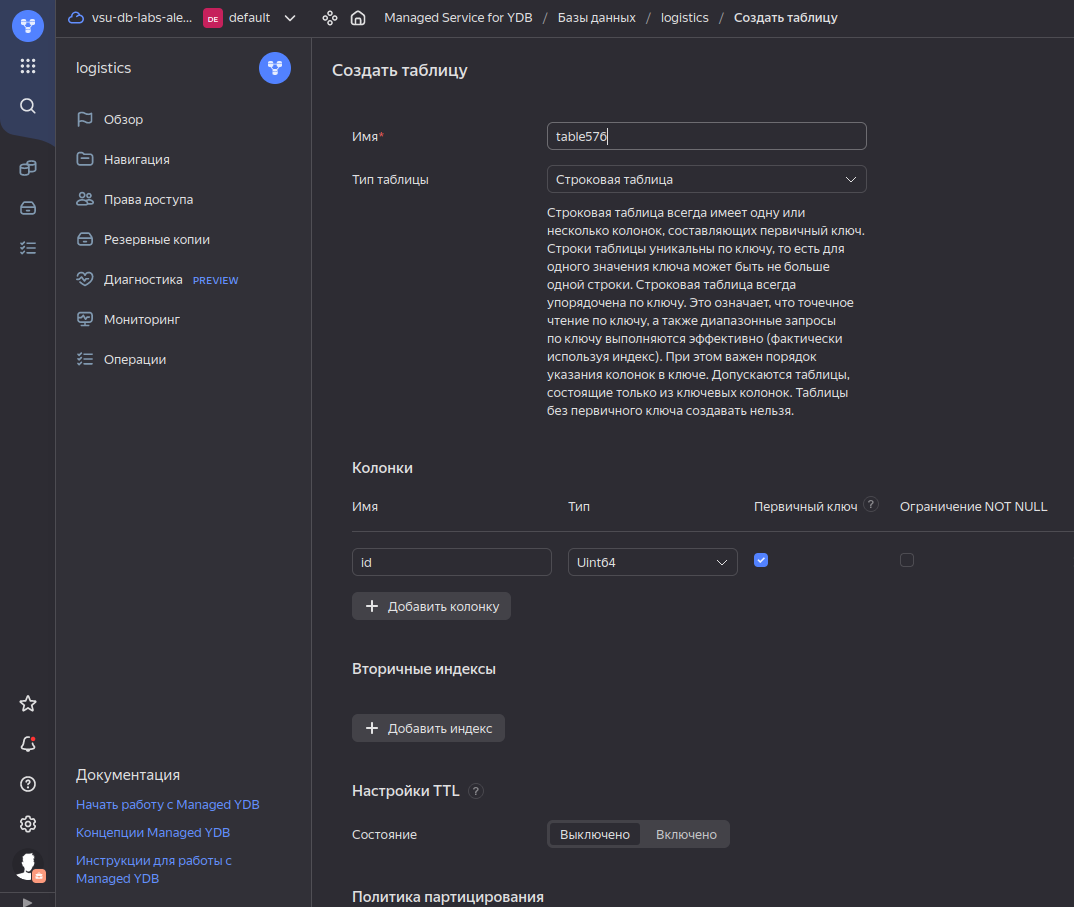 vsu-db-labs-ale... DE default Managed Service for YDB / Базы данных / logistics / Создать таблицу
logistics
Обзор
Навигация
Права доступа
Резервные копии
Диагностика PREVIEW
Мониторинг
Операции
Документация
Начать работу с Managed YDB
Концепции Managed YDB
Инструкции для работы с
Managed YDB
Создать таблицу
Имя* table576
Тип таблицы Строковая таблица
Строковая таблица всегда имеет одну или
несколько колонок, составляющих первичный ключ.
Строки таблицы уникальны по ключу, то есть для
одного значения ключа может быть не больше
одной строки. Строковая таблица всегда
упорядочена по ключу. Это означает, что точечное
чтение по ключу, а также диапазонные запросы
по ключу выполняются эффективно (фактически
используя индекс). При этом важен порядок
указания колонок в ключе. Допускаются таблицы,
состоящие только из ключевых колонок. Таблицы
без первичного ключа создавать нельзя.
Колонки
Имя Тип Первичный ключ ? Ограничение NOT NULL
id Uint64
+ Добавить колонку
Вторичные индексы
+ Добавить индекс
Настройки TTL ?
Состояние Выключено Включено
Политика партицирования